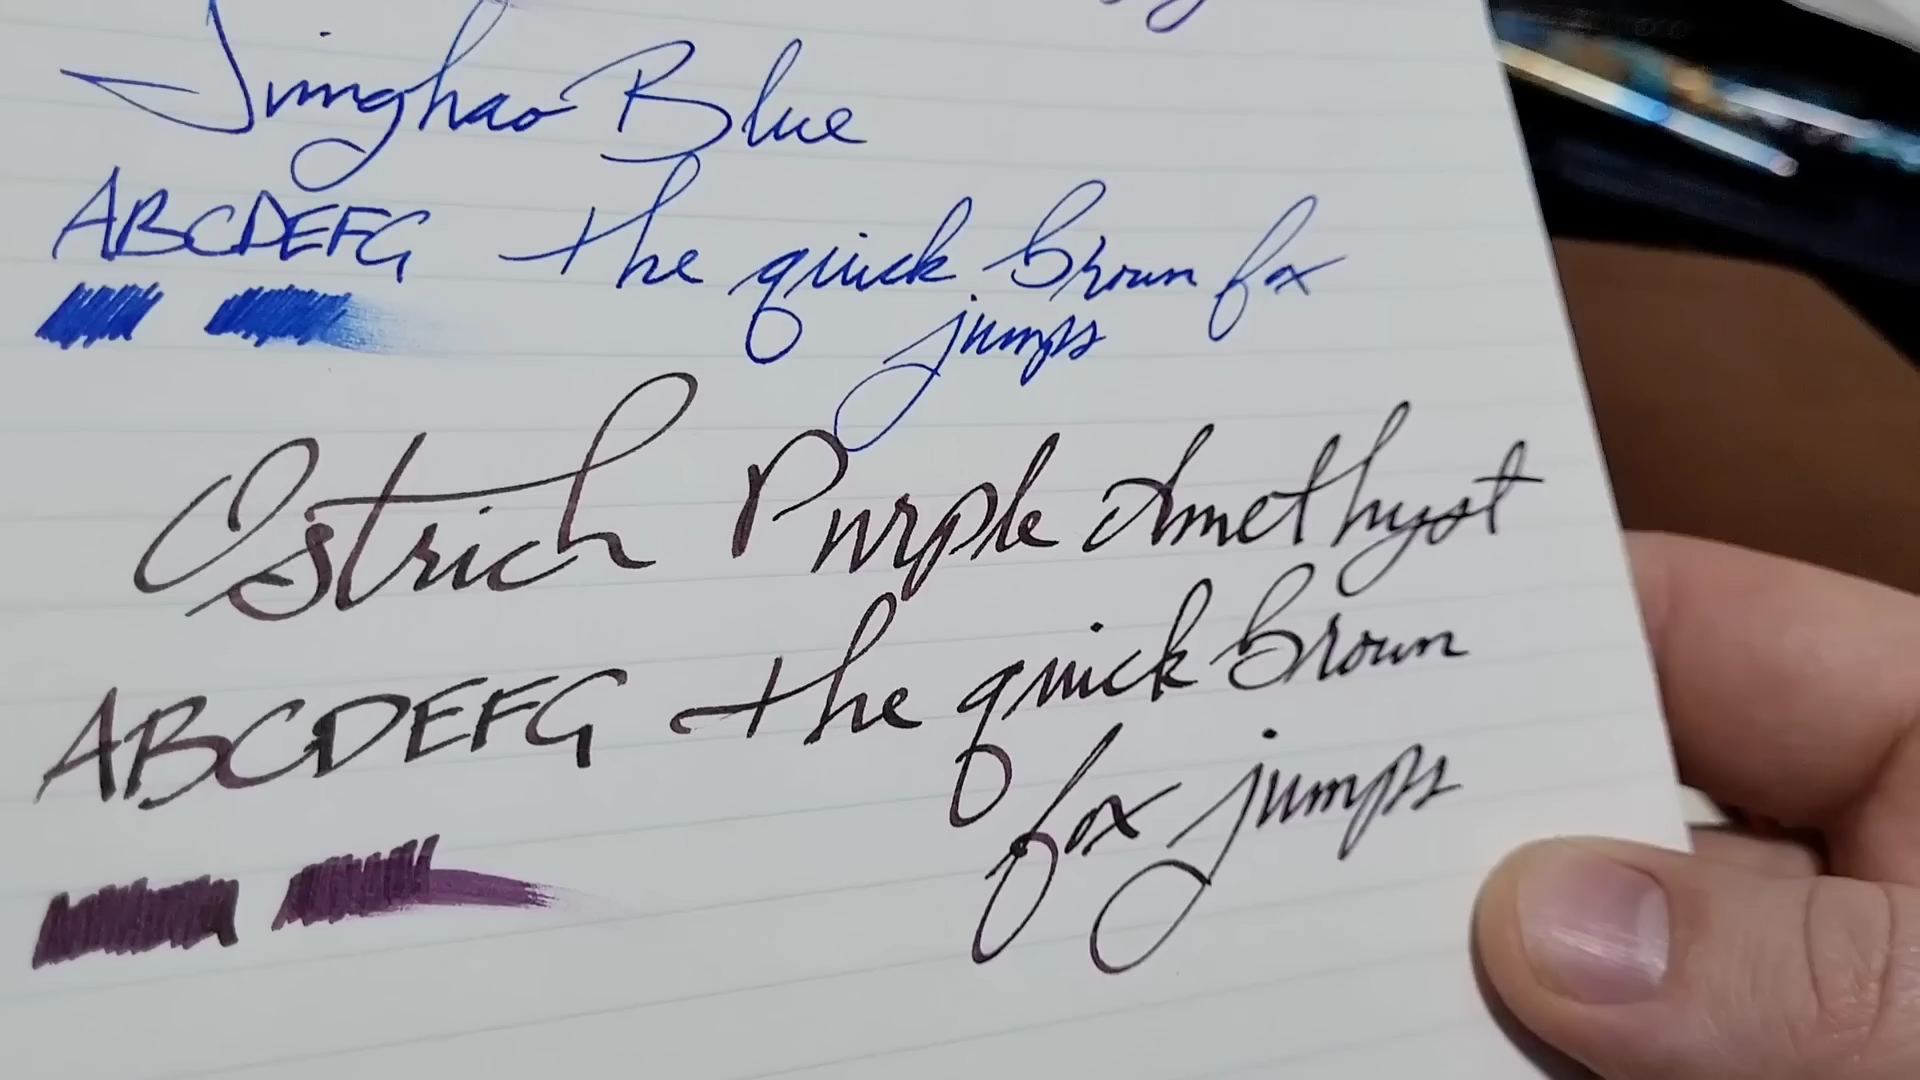 Jinghao Blue
ABCDEFG the quick brown fox
jumps
Ostrich Purple Amethyst
ABCDEFG the quick brown
fox jumps